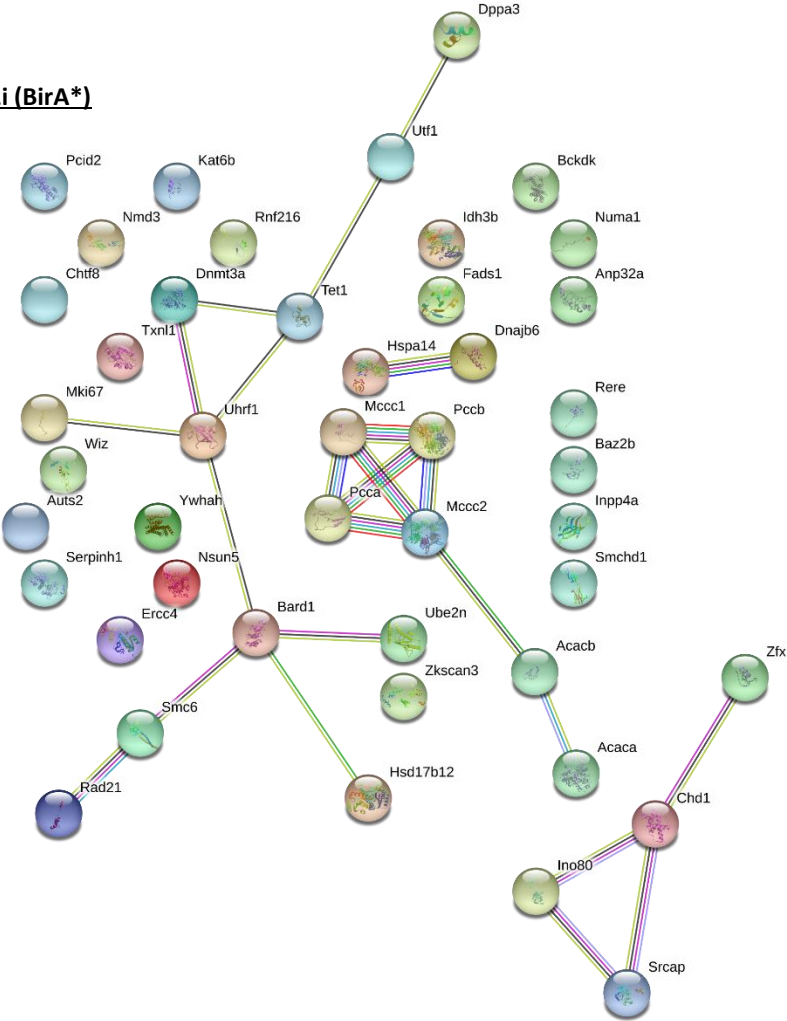 Dppa3
i (BirA*)
Utf1
Pcid2
Kat6b
Bckdk
Nmd3
Rnf216
Idh3b
Numa1
Chtf8
Dnmt3a
Tet1
Fads1
Anp32a
Txnl1
Hspa14
Dnajb6
Mki67
Uhrf1
Mccc1
Pccb
Rere
Wiz
Baz2b
Auts2
Ywhah
Pcca
Mccc2
Inpp4a
Serpinh1
Nsun5
Smchd1
Ercc4
Bard1
Ube2n
Acacb
Zfx
Zkscan3
Smc6
Rad21
Hsd17b12
Acaca
Chd1
Ino80
Srcap